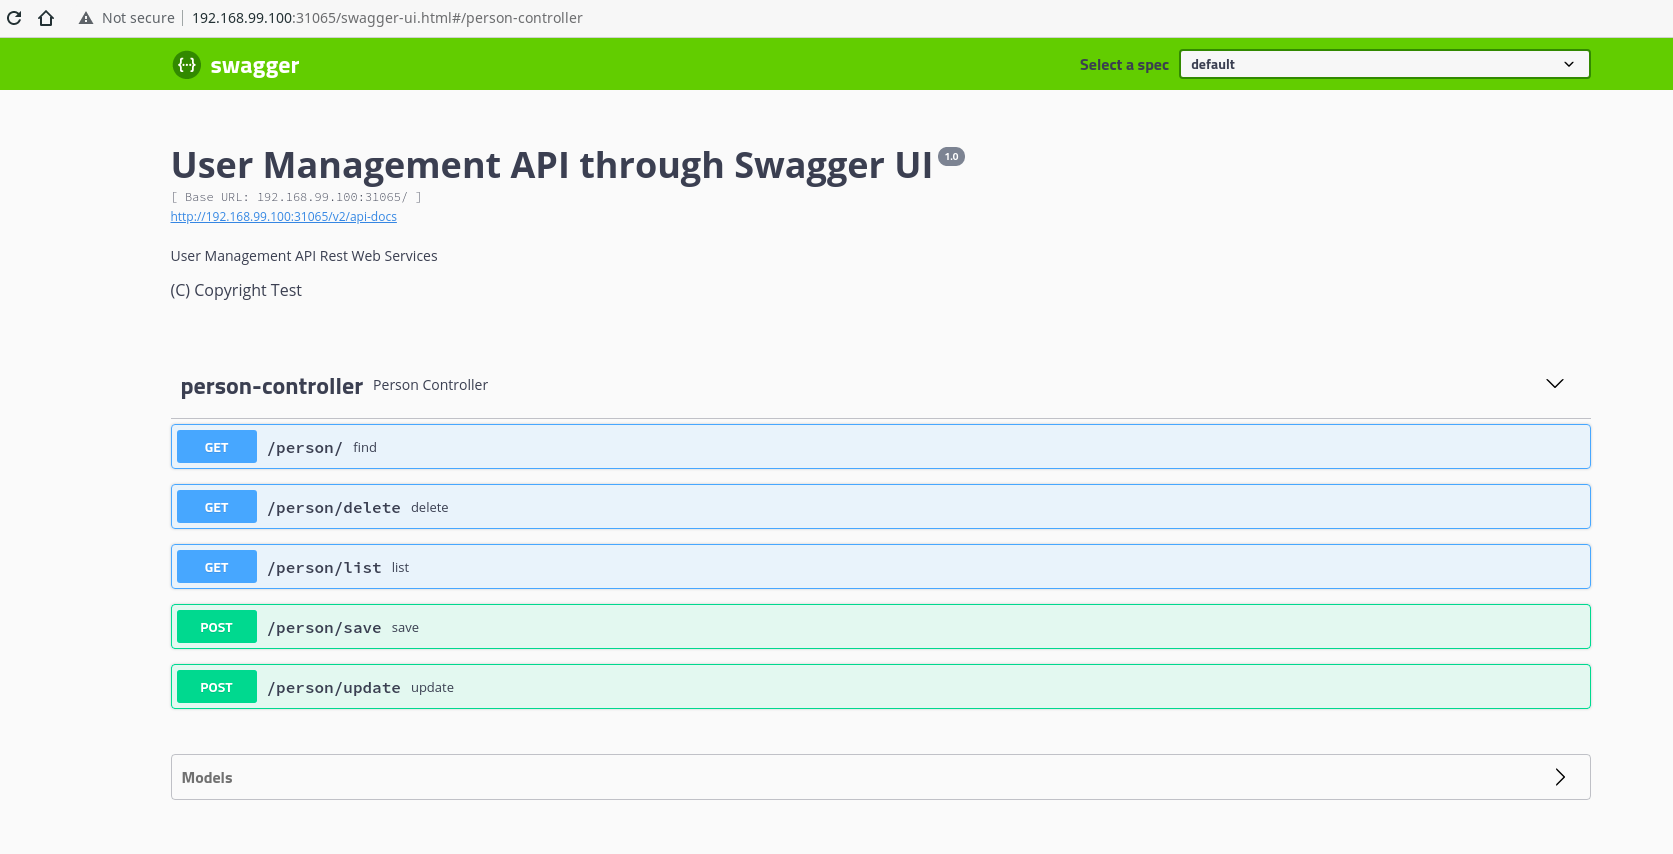 Not secure 192.168.99.100:31065/swagger-ui.html#/person-controller
{··} swagger Select a spec default
User Management API through Swagger UI 1.0
[ Base URL: 192.168.99.100:31065/ ]
http://192.168.99.100:31065/v2/api-docs
User Management API Rest Web Services
(C) Copyright Test
person-controller Person Controller
GET /person/ find
GET /person/delete delete
GET /person/list list
POST /person/save save
POST /person/update update
Models